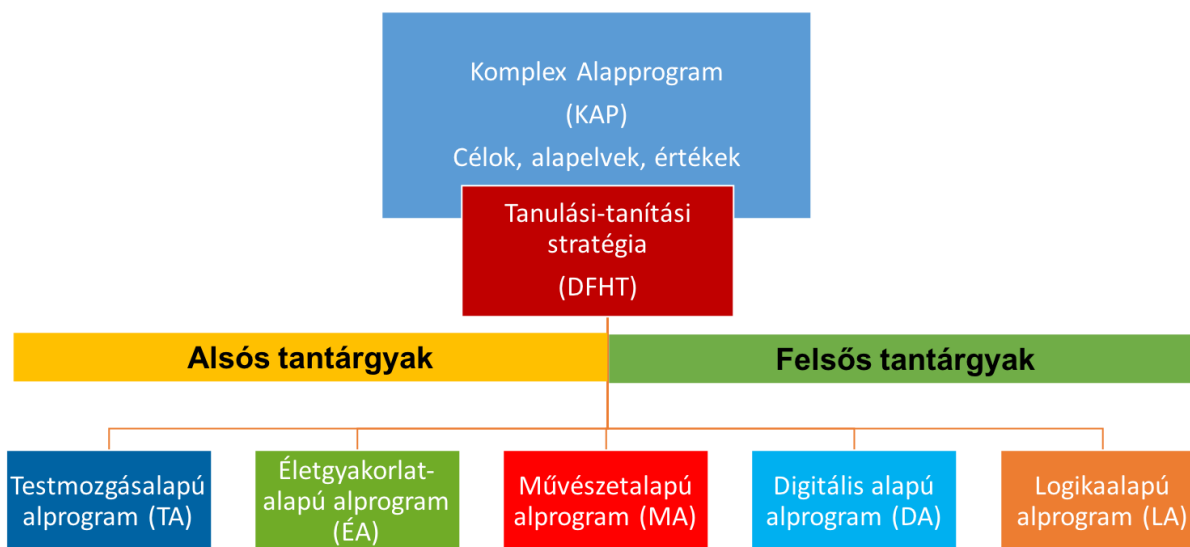 Komplex Alapprogram
(KAP)
Célok, alapelvek, értékek
Tanulási-tanítási
stratégia
(DFHT)
Alsós tantárgyak
Felsős tantárgyak
Testmozgásalapú
alprogram (TA)
Életgyakorlat-
alapú alprogram
(ÉA)
Művészetalapú
alprogram (MA)
Digitális alapú
alprogram (DA)
Logikaalapú
alprogram (LA)